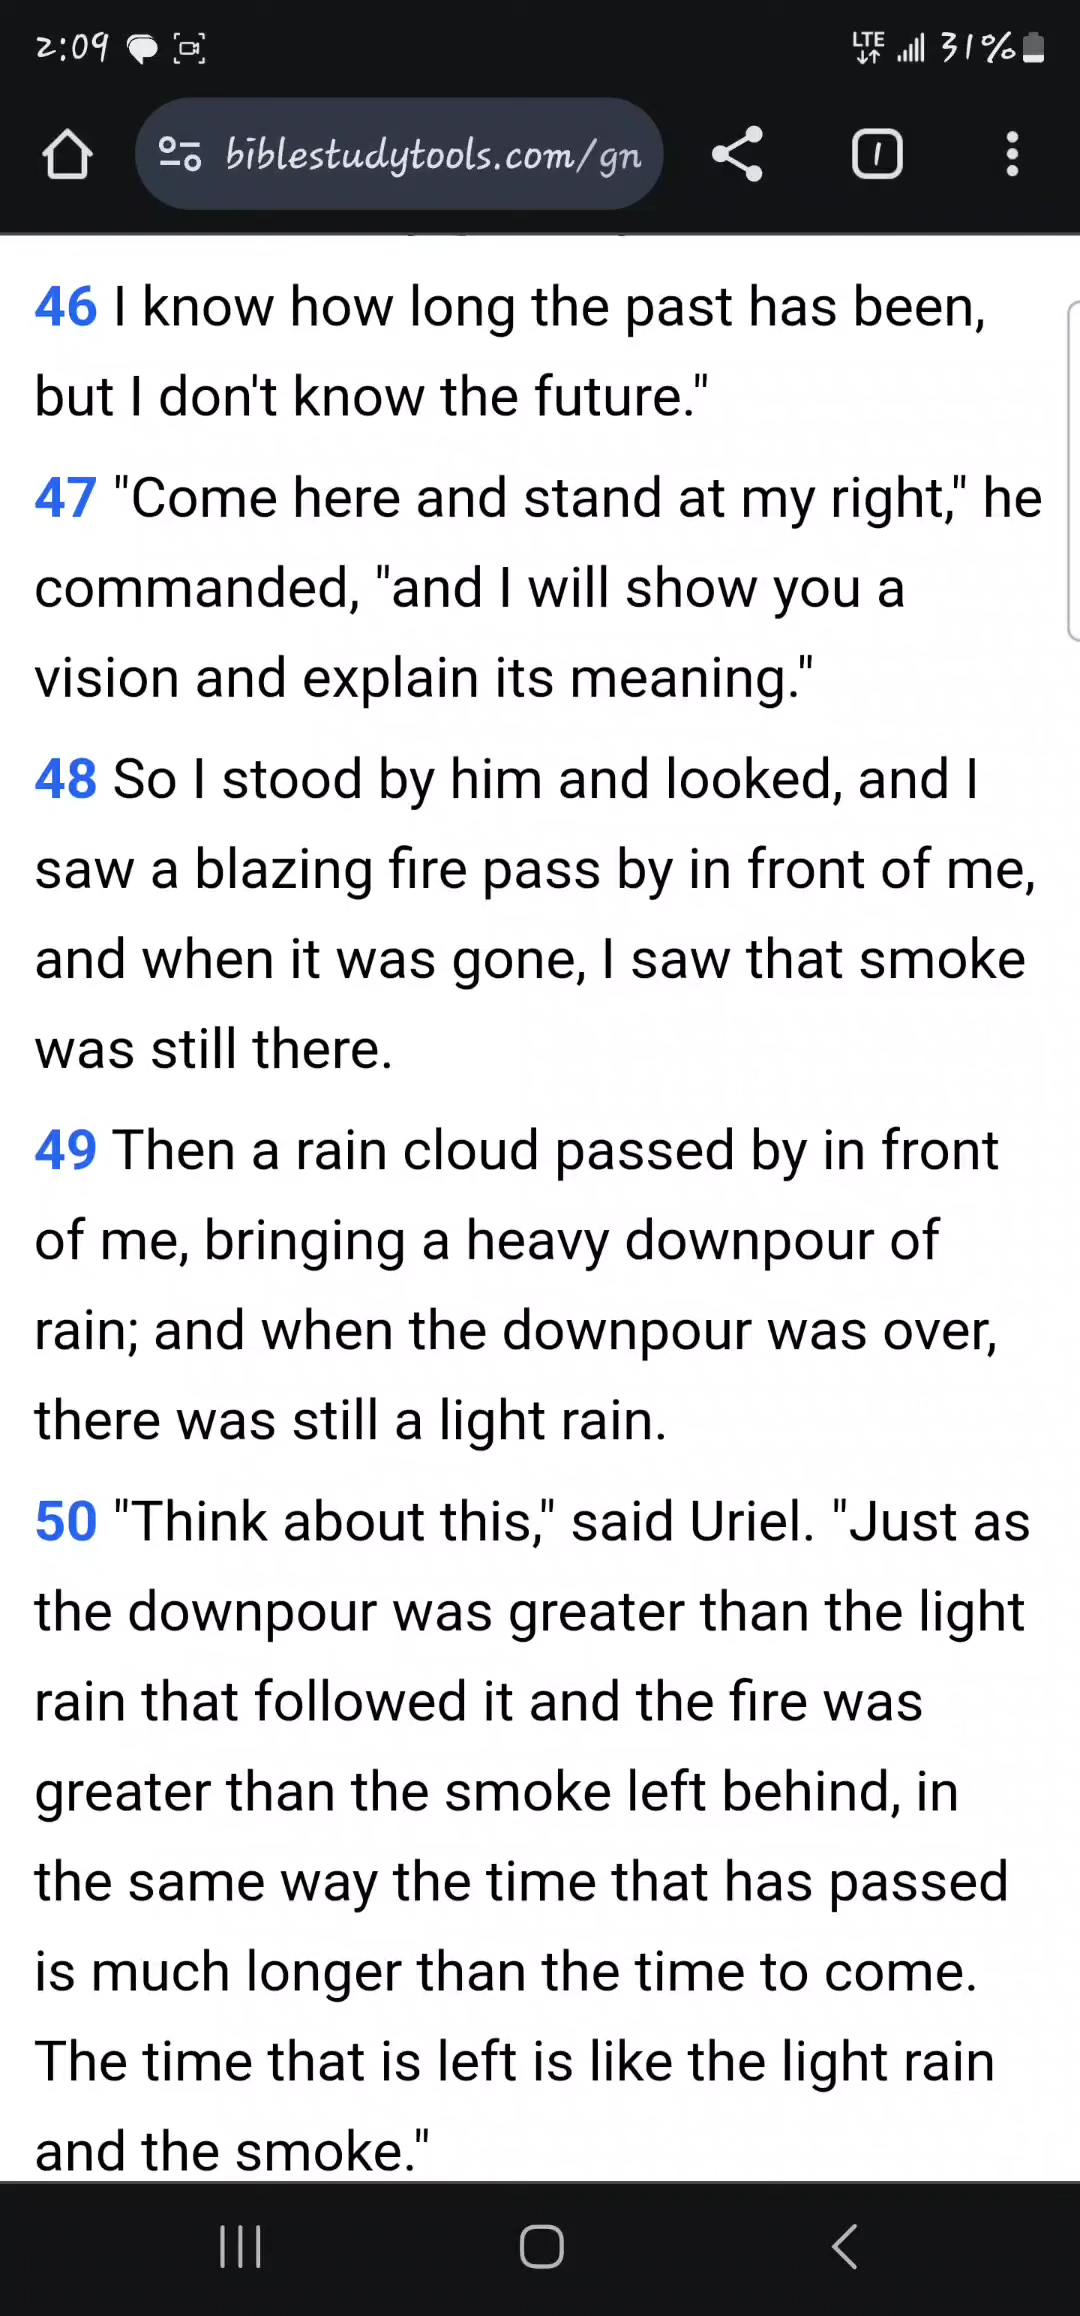 2:09
LTE 31%
biblestudytools.com/gn
1
46 I know how long the past has been,
but I don't know the future."
47 "Come here and stand at my right," he
commanded, "and I will show you a
vision and explain its meaning."
48 So I stood by him and looked, and I
saw a blazing fire pass by in front of me,
and when it was gone, I saw that smoke
was still there.
49 Then a rain cloud passed by in front
of me, bringing a heavy downpour of
rain; and when the downpour was over,
there was still a light rain.
50 "Think about this," said Uriel. "Just as
the downpour was greater than the light
rain that followed it and the fire was
greater than the smoke left behind, in
the same way the time that has passed
is much longer than the time to come.
The time that is left is like the light rain
and the smoke."